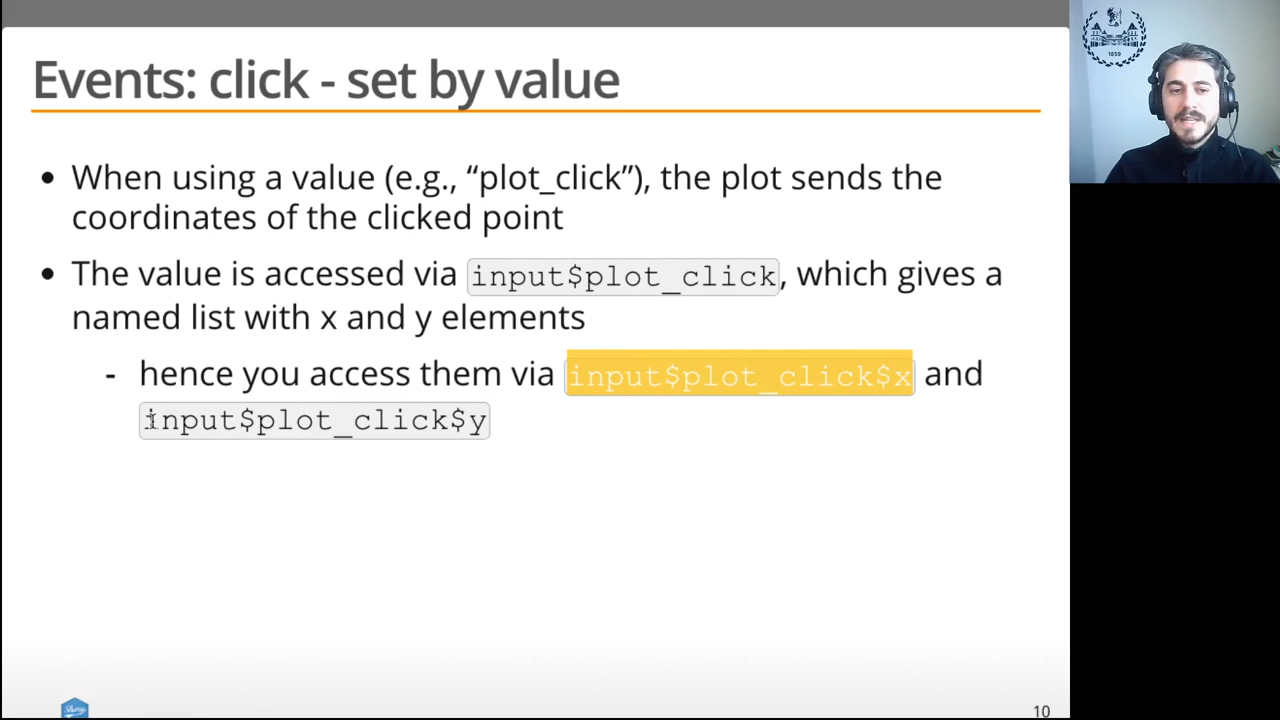 Events: click - set by value
• When using a value (e.g., “plot_click”), the plot sends the
coordinates of the clicked point
• The value is accessed via input$plot_click, which gives a
named list with x and y elements
- hence you access them via input$plot_click$x and
input$plot_click$y
Shiny
10
1859